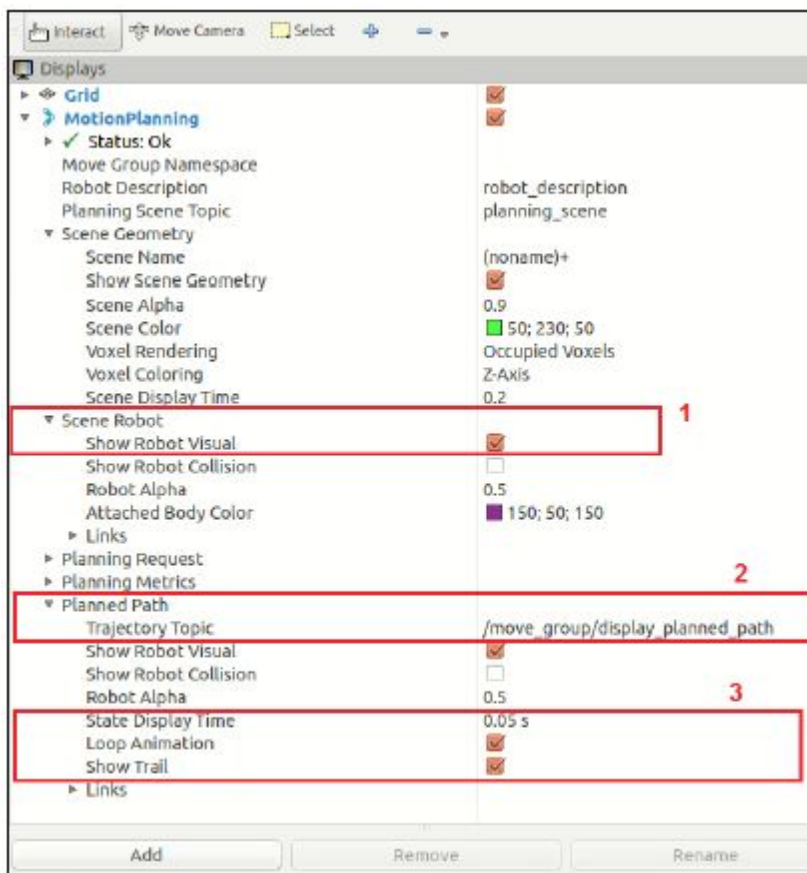 Interact Move Camera Select
Displays
Grid
MotionPlanning
Status: Ok
Move Group Namespace
Robot Description robot_description
Planning Scene Topic planning_scene
Scene Geometry
Scene Name (noname)+
Show Scene Geometry
Scene Alpha 0.9
Scene Color 50; 230; 50
Voxel Rendering Occupied Voxels
Voxel Coloring Z-Axis
Scene Display Time 0.2
1
Scene Robot
Show Robot Visual
Show Robot Collision
Robot Alpha 0.5
Attached Body Color 150; 50; 150
Links
Planning Request
Planning Metrics
2
Planned Path
Trajectory Topic /move_group/display_planned_path
Show Robot Visual
Show Robot Collision
Robot Alpha 0.5
3
State Display Time 0.05 s
Loop Animation
Show Trail
Links
Add Remove Rename